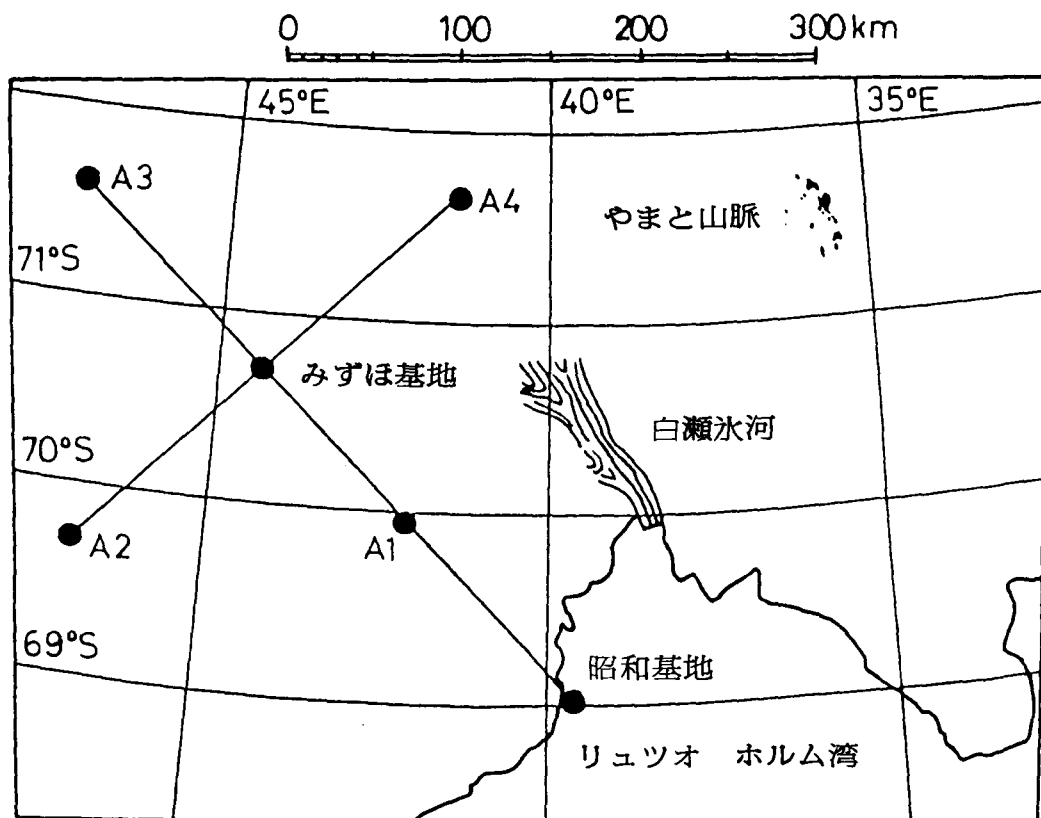 0 100 200 300km
45°E 40°E 35°E
A3 A4 やまと山脈
71°S
みずほ基地
白瀬氷河
70°S
A2 A1
69°S
昭和基地
リュツオ ホルム湾